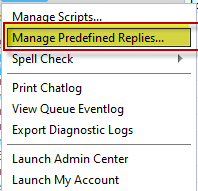 Manage Scripts...
Manage Predefined Replies...
Spell Check
Print Chatlog
View Queue Eventlog
Export Diagnostic Logs
Launch Admin Center
Launch My Account